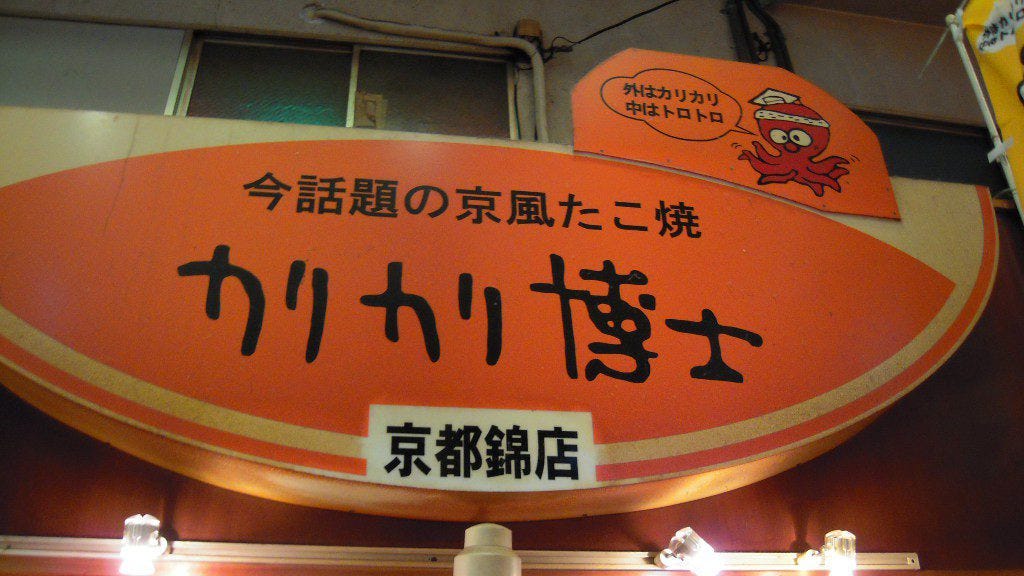 外はカリカリ
中はトロトロ
今話題の京風たこ焼
カリカリ博士
京都錦店